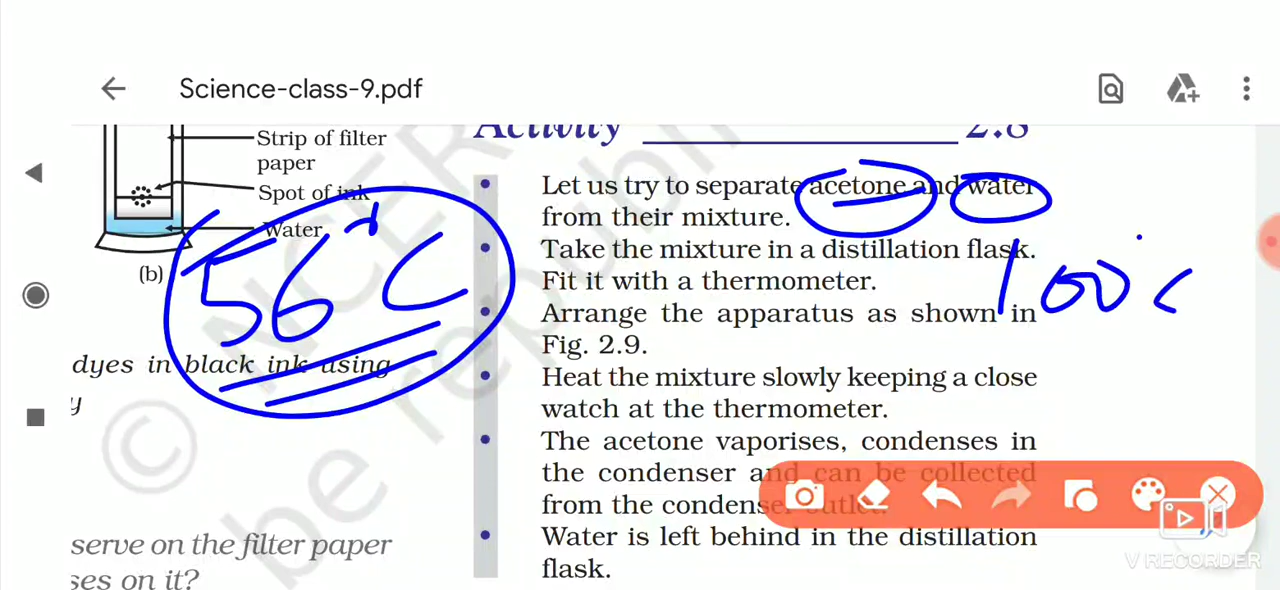 Science-class-9.pdf
Strip of filter
paper
Spot of ink
Water
(b)
dyes in black ink using
y
serve on the filter paper
ses on it?
56°C
Activity 2.8
Let us try to separate acetone and water
from their mixture.
Take the mixture in a distillation flask.
Fit it with a thermometer.
Arrange the apparatus as shown in
Fig. 2.9.
Heat the mixture slowly keeping a close
watch at the thermometer.
The acetone vaporises, condenses in
the condenser and can be collected
from the condenser outlet.
Water is left behind in the distillation
flask.
100°C
© NCER
be republi
V RECORDER